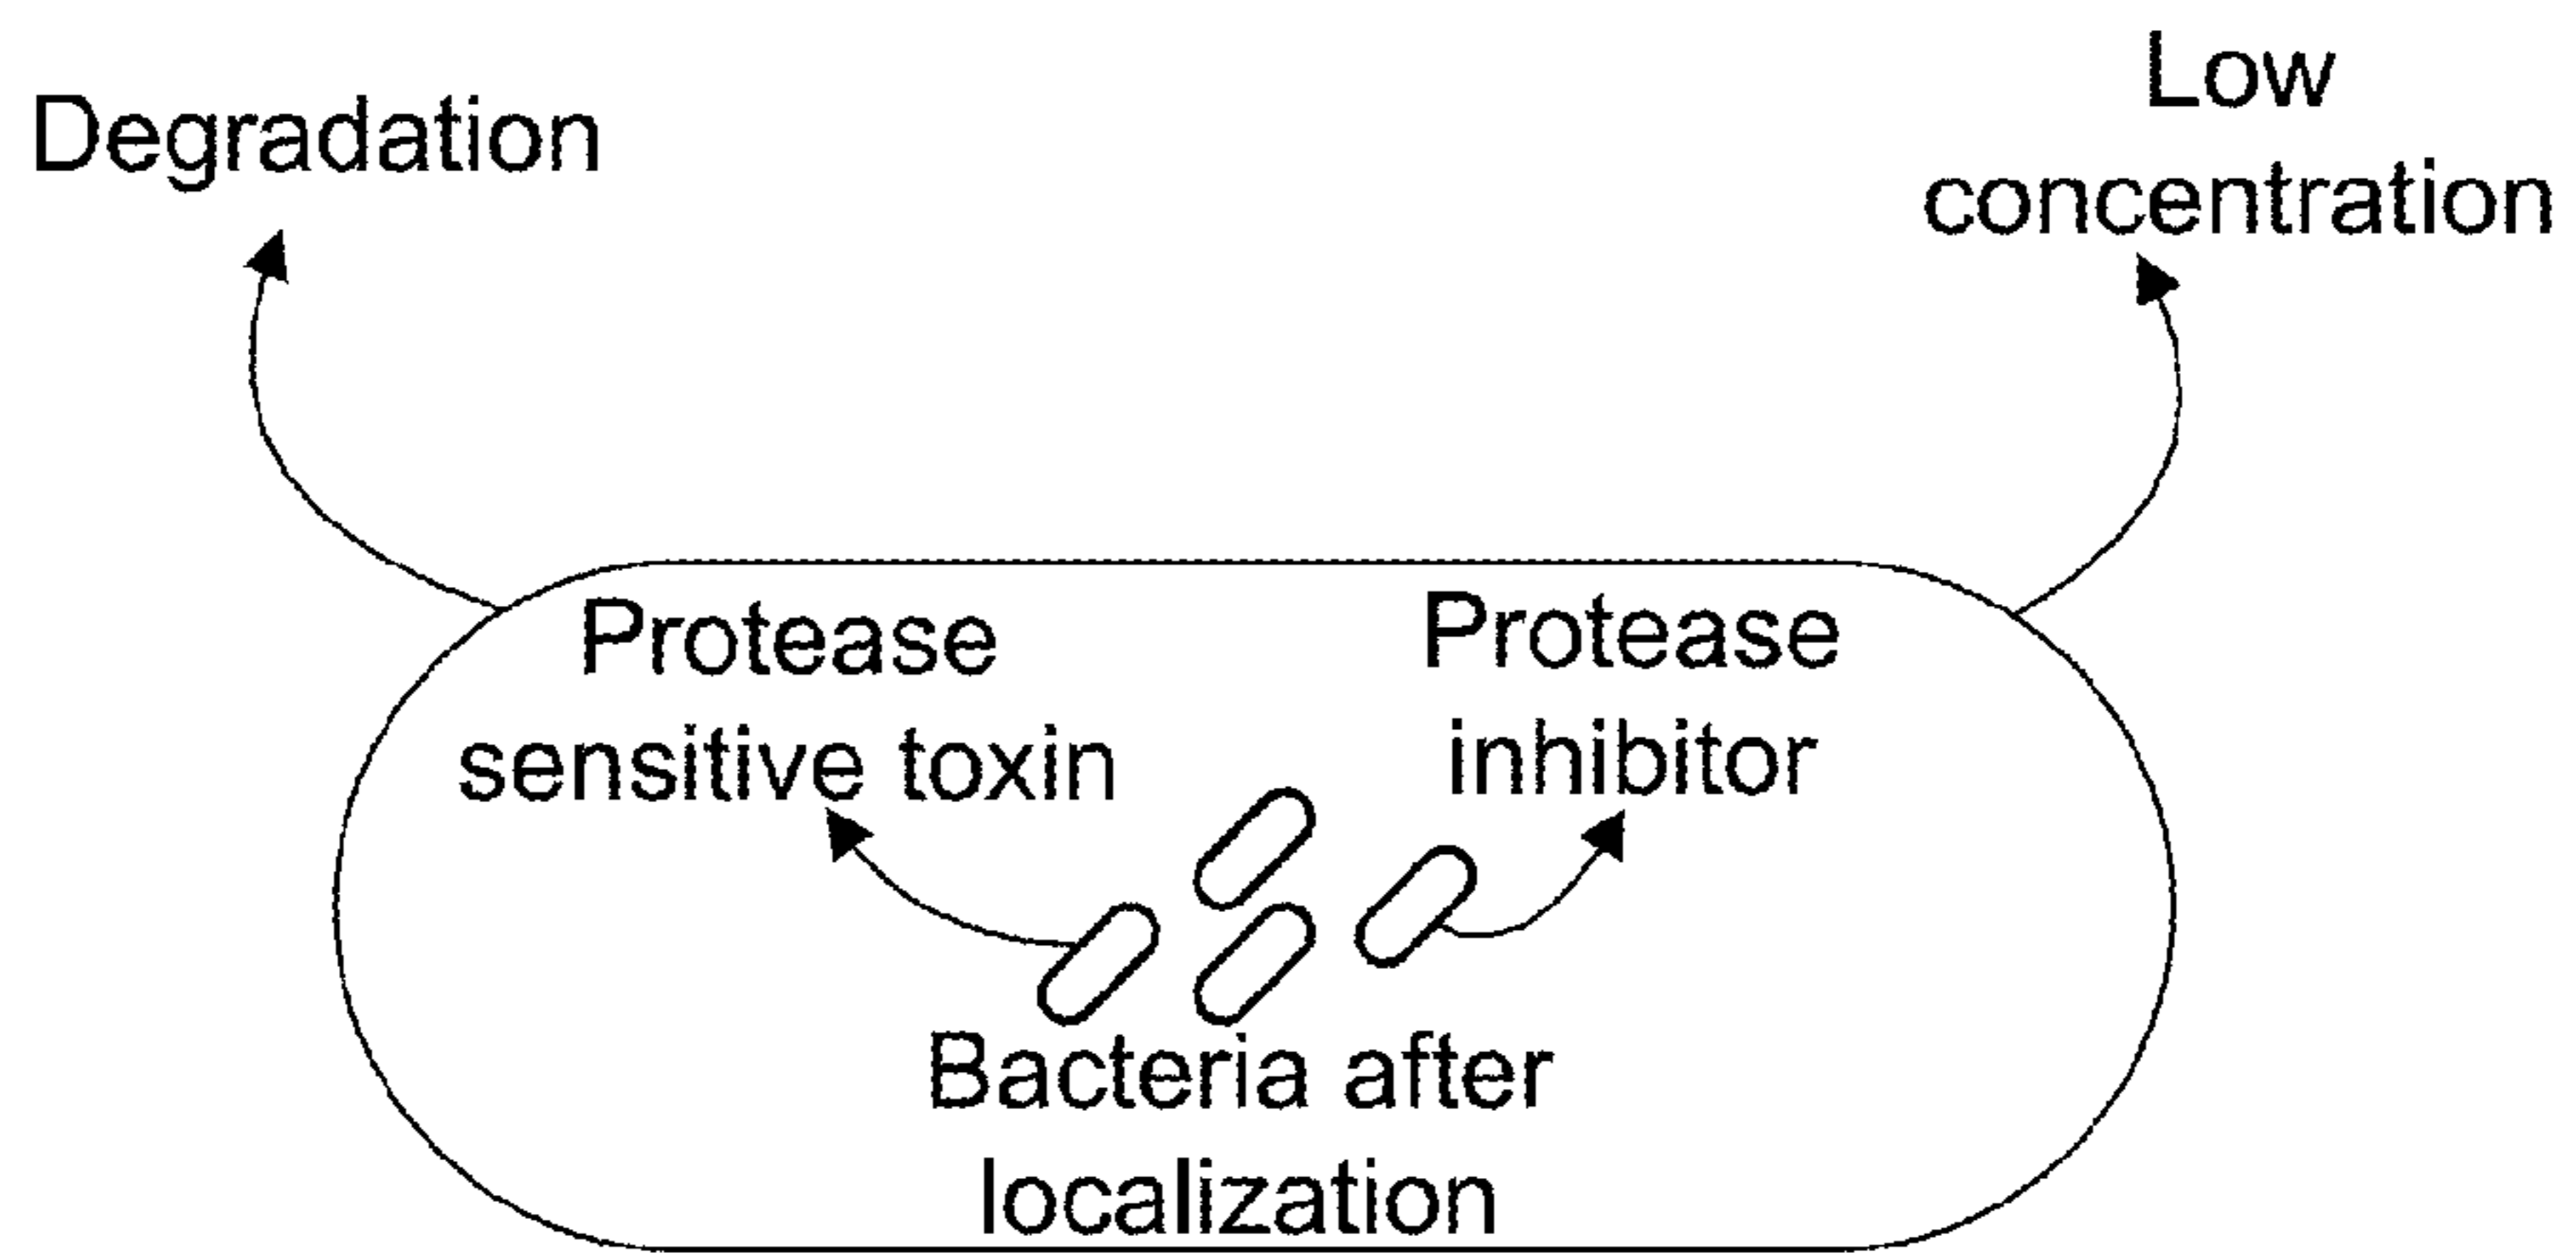 Degradation
Low
concentration
Protease
sensitive toxin
Protease
inhibitor
Bacteria after
localization